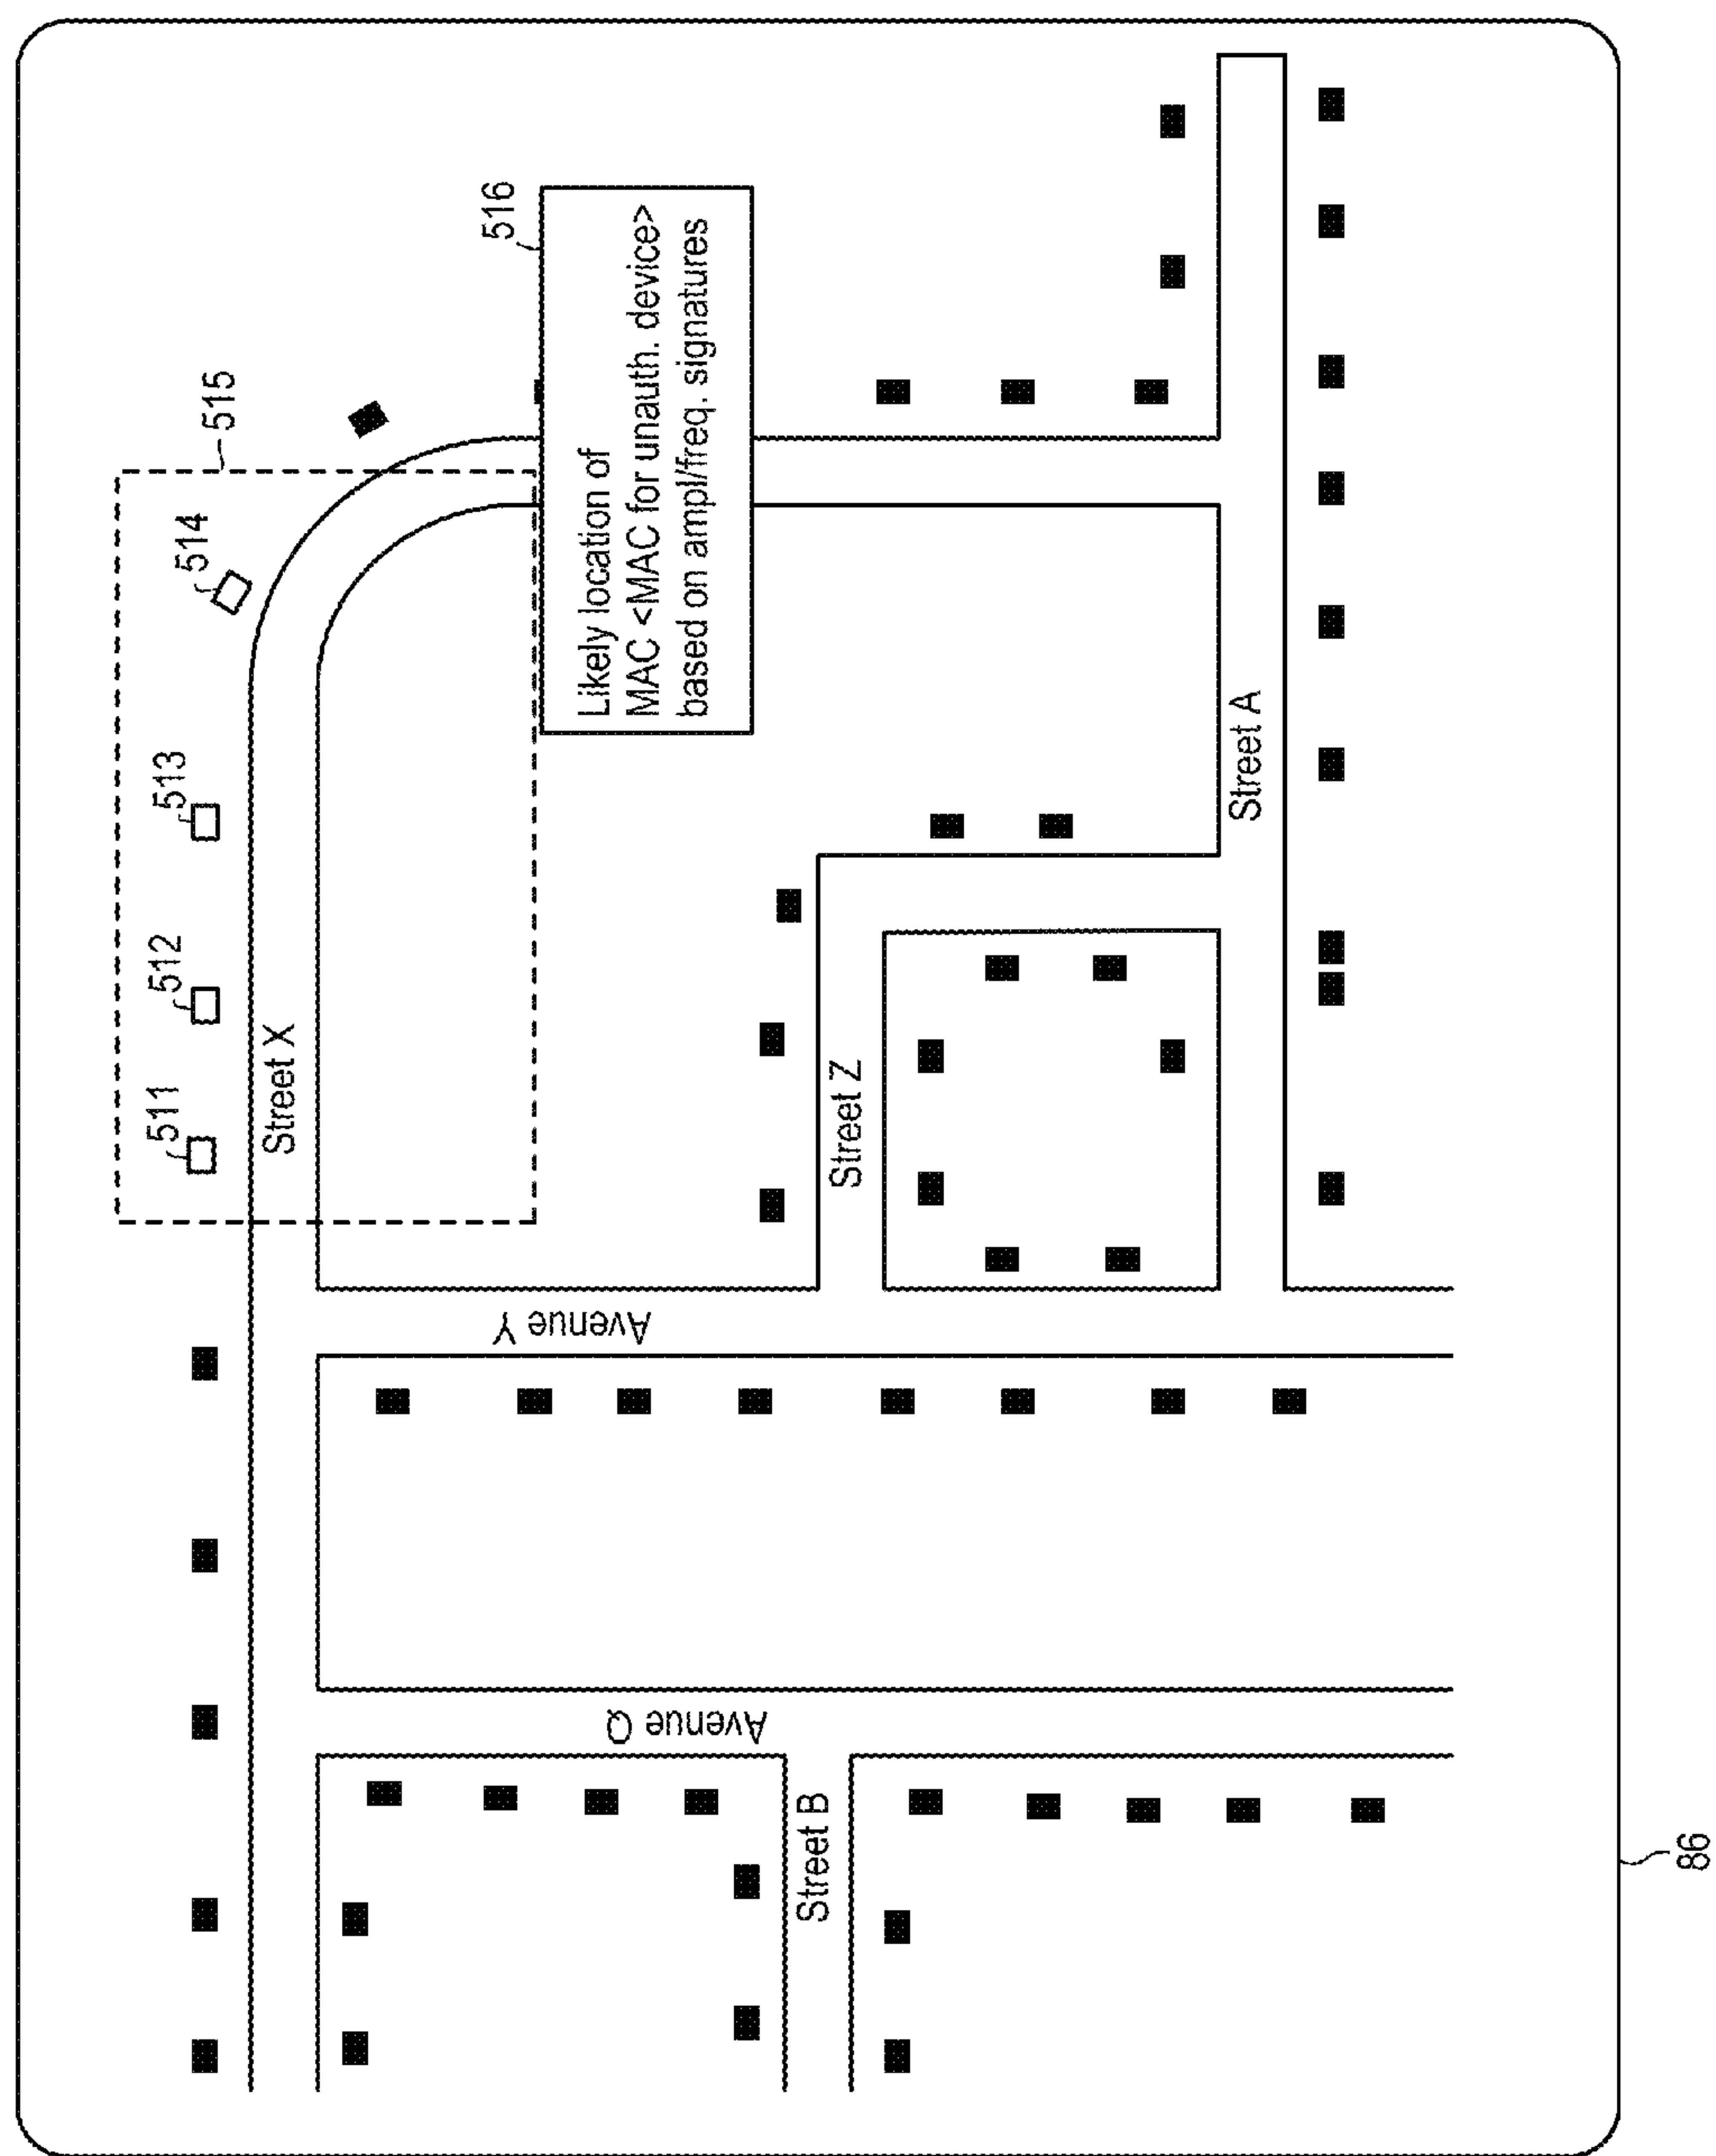 511
512
513
514
515
Street X
516
Likely location of
MAC <MAC for unauth. device>
based on ampl/freq. signatures
Avenue Y
Street Z
Street A
Avenue Q
Street B
86